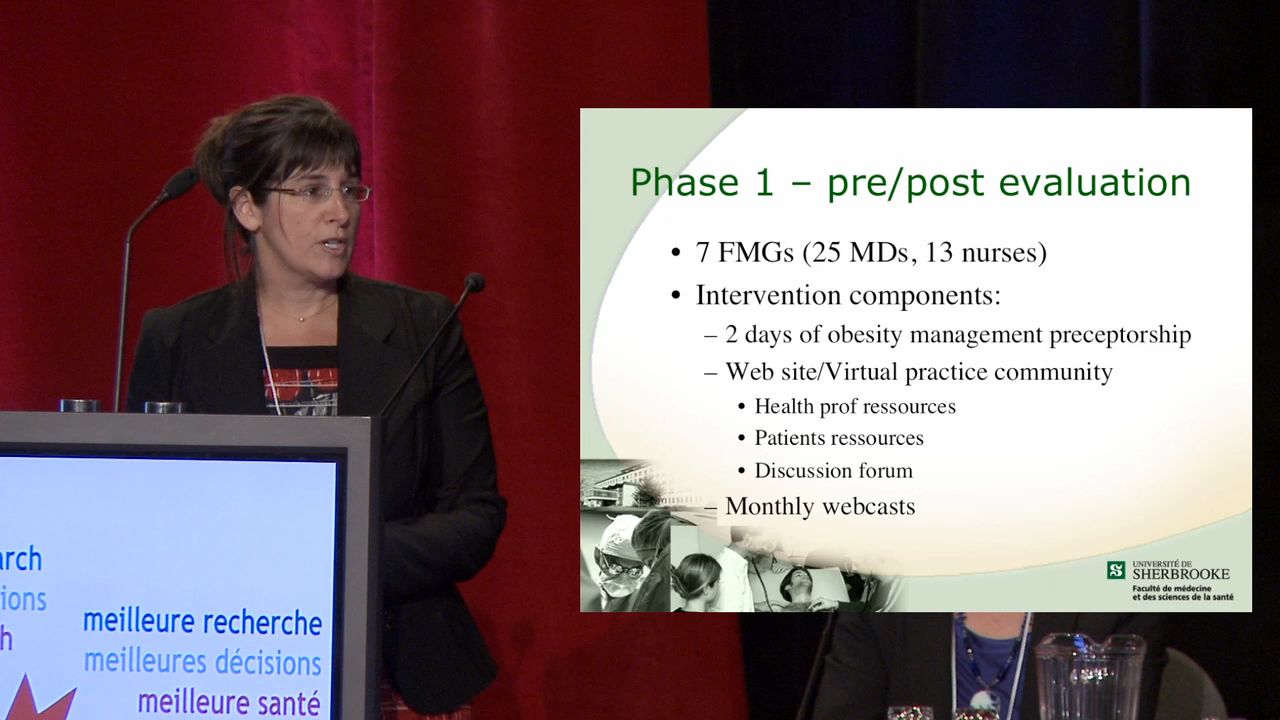 Phase 1 – pre/post evaluation
• 7 FMGs (25 MDs, 13 nurses)
• Intervention components:
– 2 days of obesity management preceptorship
– Web site/Virtual practice community
• Health prof ressources
• Patients ressources
• Discussion forum
– Monthly webcasts
UNIVERSITÉ DE
SHERBROOKE
Faculté de médecine
et des sciences de la santé
arch
ions
h
meilleure recherche
meilleures décisions
meilleure santé